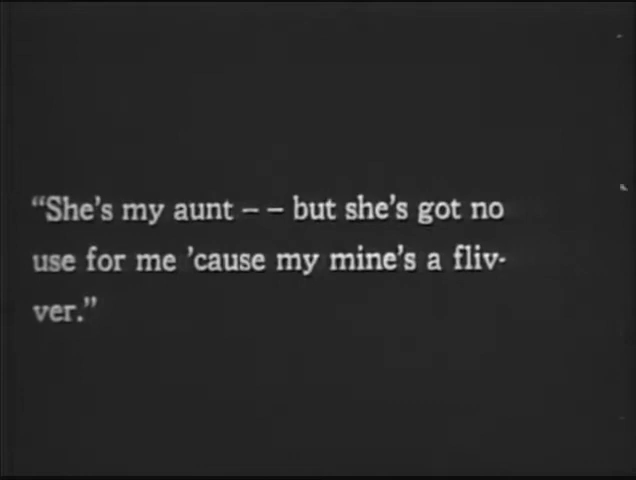 “She’s my aunt – – but she’s got no
use for me ’cause my mine’s a fliv-
ver.”